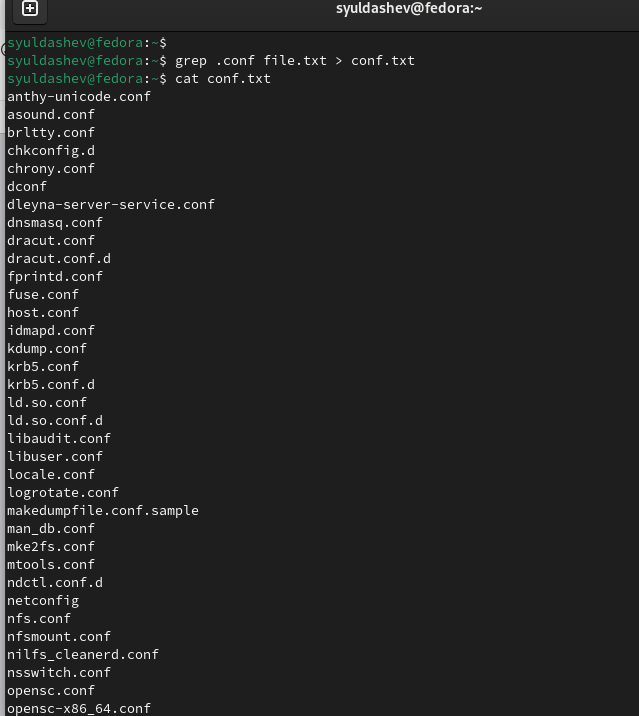 syuldashev@fedora:~
syuldashev@fedora:~$
syuldashev@fedora:~$ grep .conf file.txt > conf.txt
syuldashev@fedora:~$ cat conf.txt
anthy-unicode.conf
asound.conf
brltty.conf
chkconfig.d
chrony.conf
dconf
dleyna-server-service.conf
dnsmasq.conf
dracut.conf
dracut.conf.d
fprintd.conf
fuse.conf
host.conf
idmapd.conf
kdump.conf
krb5.conf
krb5.conf.d
ld.so.conf
ld.so.conf.d
libaudit.conf
libuser.conf
locale.conf
logrotate.conf
makedumpfile.conf.sample
man_db.conf
mke2fs.conf
mtools.conf
ndctl.conf.d
netconfig
nfs.conf
nfsmount.conf
nilfs_cleanerd.conf
nsswitch.conf
opensc.conf
opensc-x86_64.conf